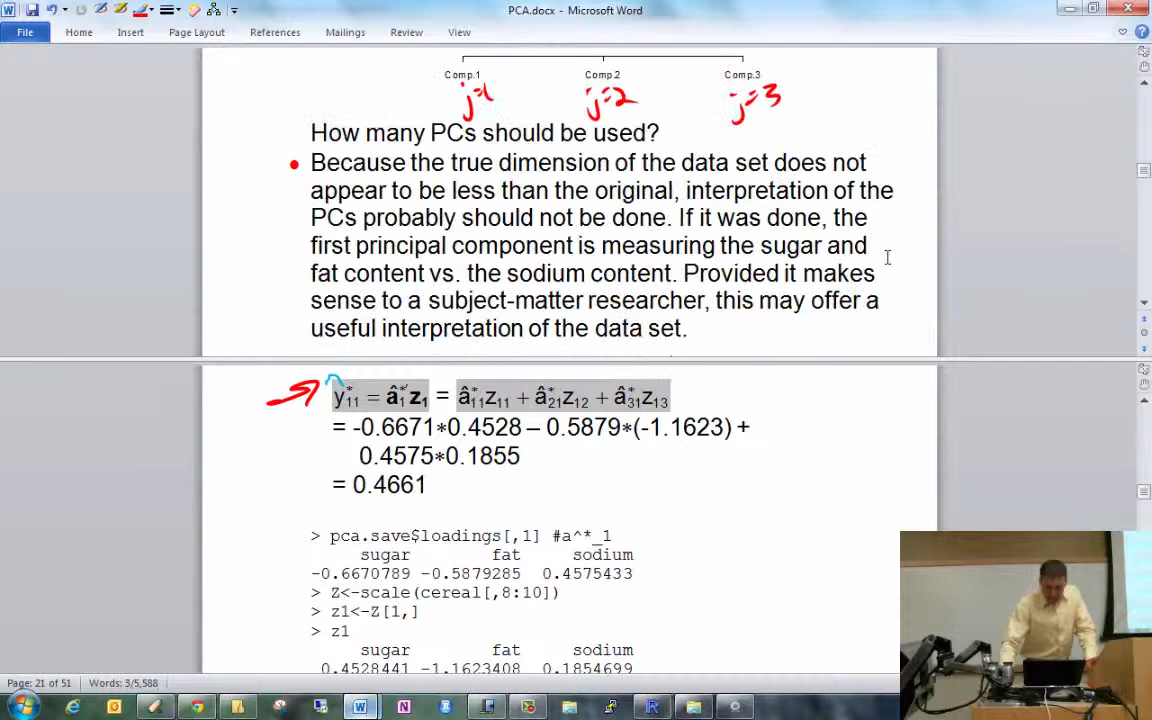 PCA.docx - Microsoft Word
File Home Insert Page Layout References Mailings Review View
Comp.1 Comp.2 Comp.3
j=1 j=2 j=3
How many PCs should be used?
• Because the true dimension of the data set does not
appear to be less than the original, interpretation of the
PCs probably should not be done. If it was done, the
first principal component is measuring the sugar and
fat content vs. the sodium content. Provided it makes
sense to a subject-matter researcher, this may offer a
useful interpretation of the data set.
y*₁₁ = â*′₁z₁ = â*₁₁z₁₁ + â*₂₁z₁₂ + â*₃₁z₁₃
= -0.6671∗0.4528 – 0.5879∗(-1.1623) +
0.4575∗0.1855
= 0.4661
> pca.save$loadings[,1] #a^*_1
sugar fat sodium
-0.6670789 -0.5879285 0.4575433
> Z<-scale(cereal[,8:10])
> z1<-Z[1,]
> z1
sugar fat sodium
0.4528441 -1.1623408 0.1854699
Page: 21 of 51 Words: 3/5,588